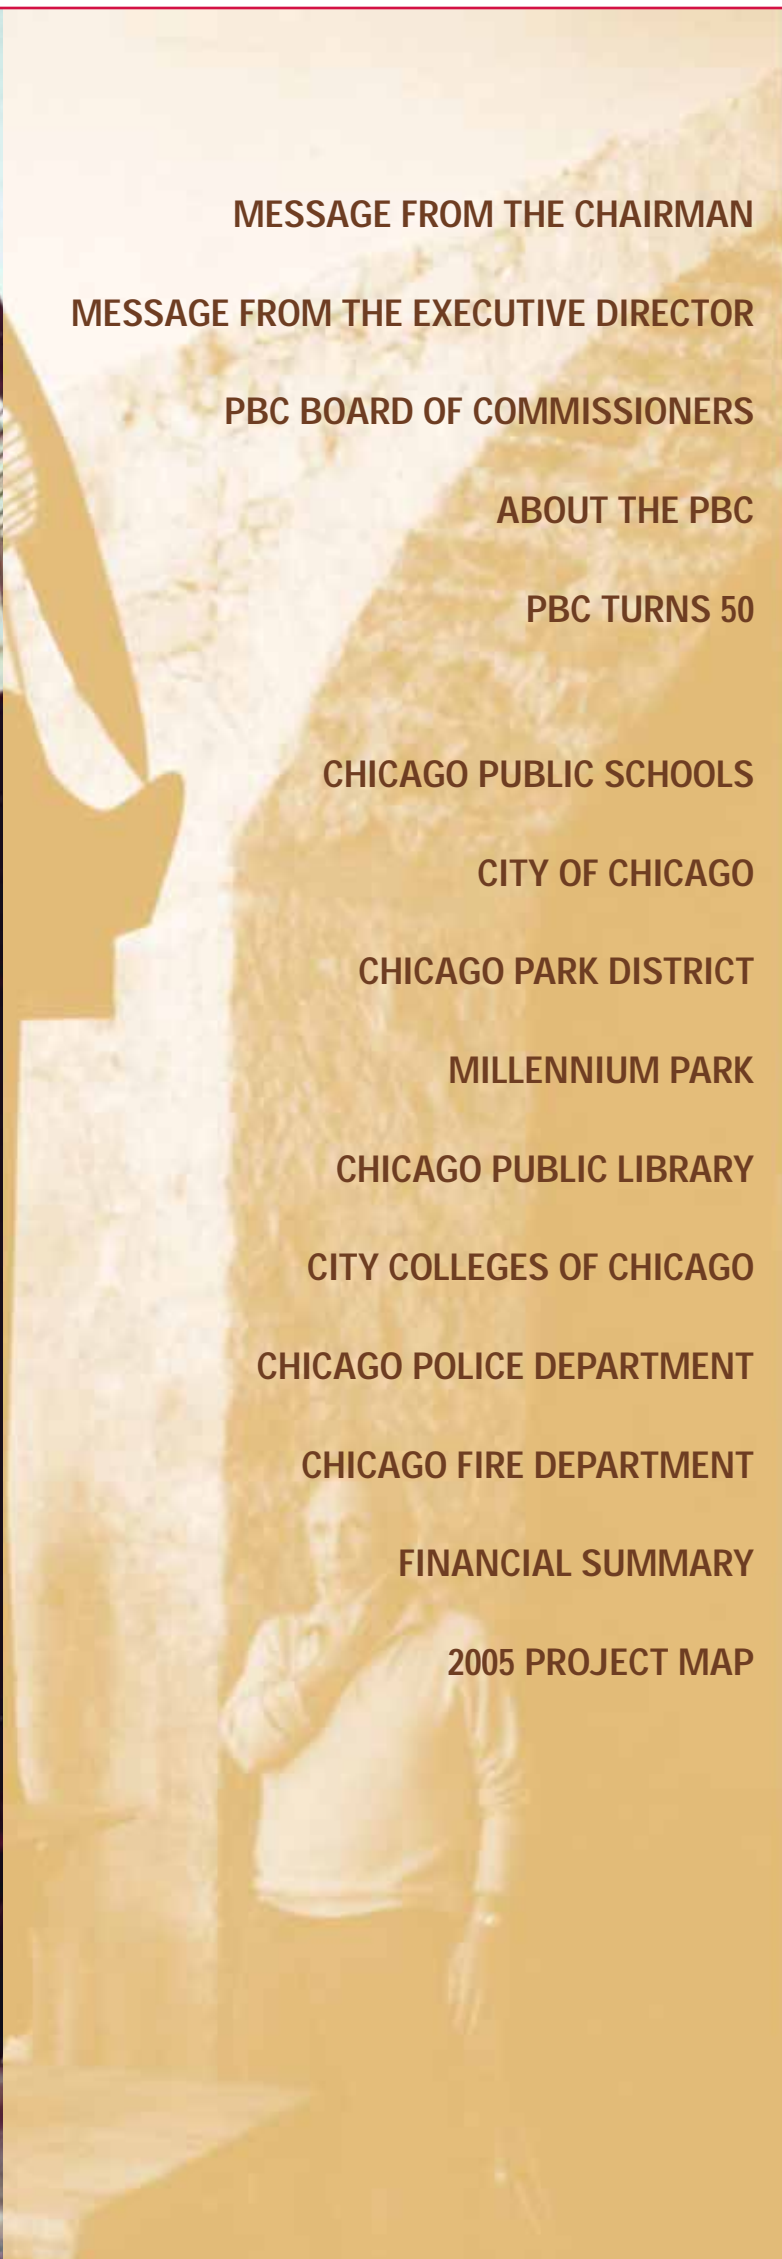 MESSAGE FROM THE CHAIRMAN
MESSAGE FROM THE EXECUTIVE DIRECTOR
PBC BOARD OF COMMISSIONERS
ABOUT THE PBC
PBC TURNS 50
CHICAGO PUBLIC SCHOOLS
CITY OF CHICAGO
CHICAGO PARK DISTRICT
MILLENNIUM PARK
CHICAGO PUBLIC LIBRARY
CITY COLLEGES OF CHICAGO
CHICAGO POLICE DEPARTMENT
CHICAGO FIRE DEPARTMENT
FINANCIAL SUMMARY
2005 PROJECT MAP